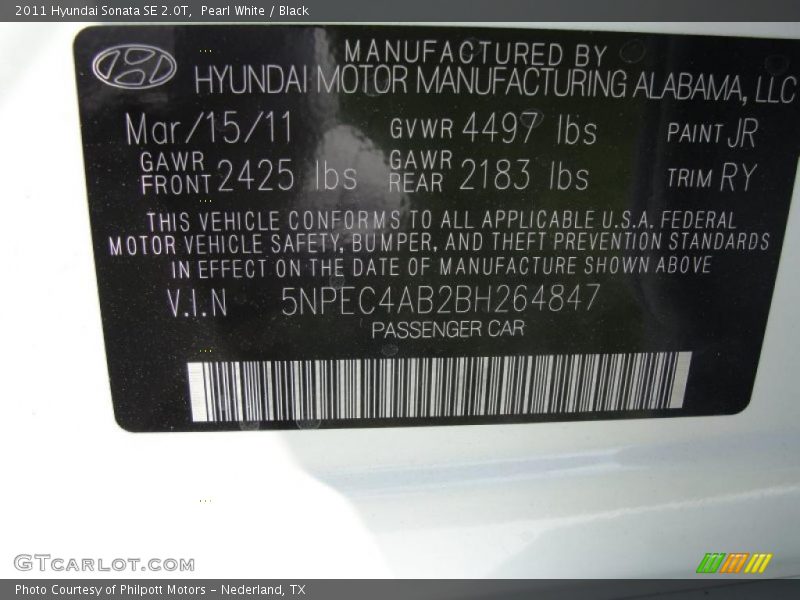 2011 Hyundai Sonata SE 2.0T, Pearl White / Black
MANUFACTURED BY
HYUNDAI MOTOR MANUFACTURING ALABAMA, LLC
Mar/15/11 GVWR 4497 lbs PAINT JR
GAWR FRONT 2425 lbs GAWR REAR 2183 lbs TRIM RY
THIS VEHICLE CONFORMS TO ALL APPLICABLE U.S.A. FEDERAL
MOTOR VEHICLE SAFETY, BUMPER, AND THEFT PREVENTION STANDARDS
IN EFFECT ON THE DATE OF MANUFACTURE SHOWN ABOVE
V.I.N 5NPEC4AB2BH264847
PASSENGER CAR
GTCARLOT.COM
Photo Courtesy of Philpott Motors - Nederland, TX